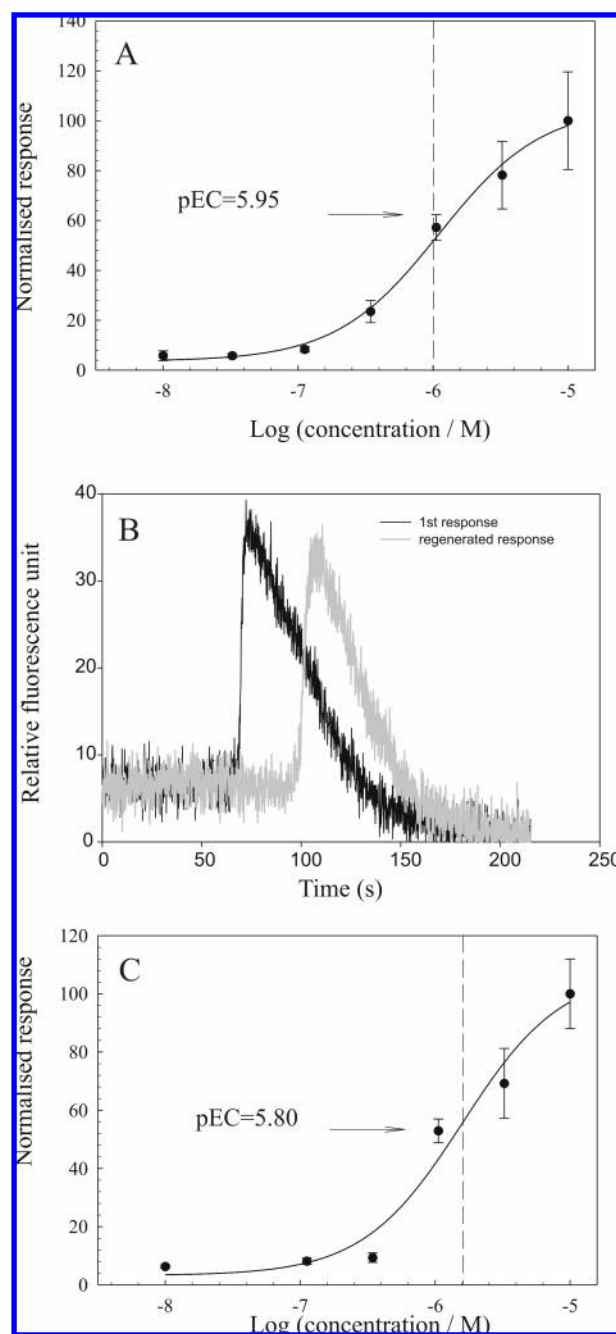 A
140
120
100
80
60
40
20
0
Normalised response
pEC=5.95
-8 -7 -6 -5
Log (concentration / M)
B
40
30
20
10
0
Relative fluorescence unit
1st response
regenerated response
0 50 100 150 200 250
Time (s)
C
120
100
80
60
40
20
0
Normalised response
pEC=5.80
-8 -7 -6 -5
Log (concentration / M)